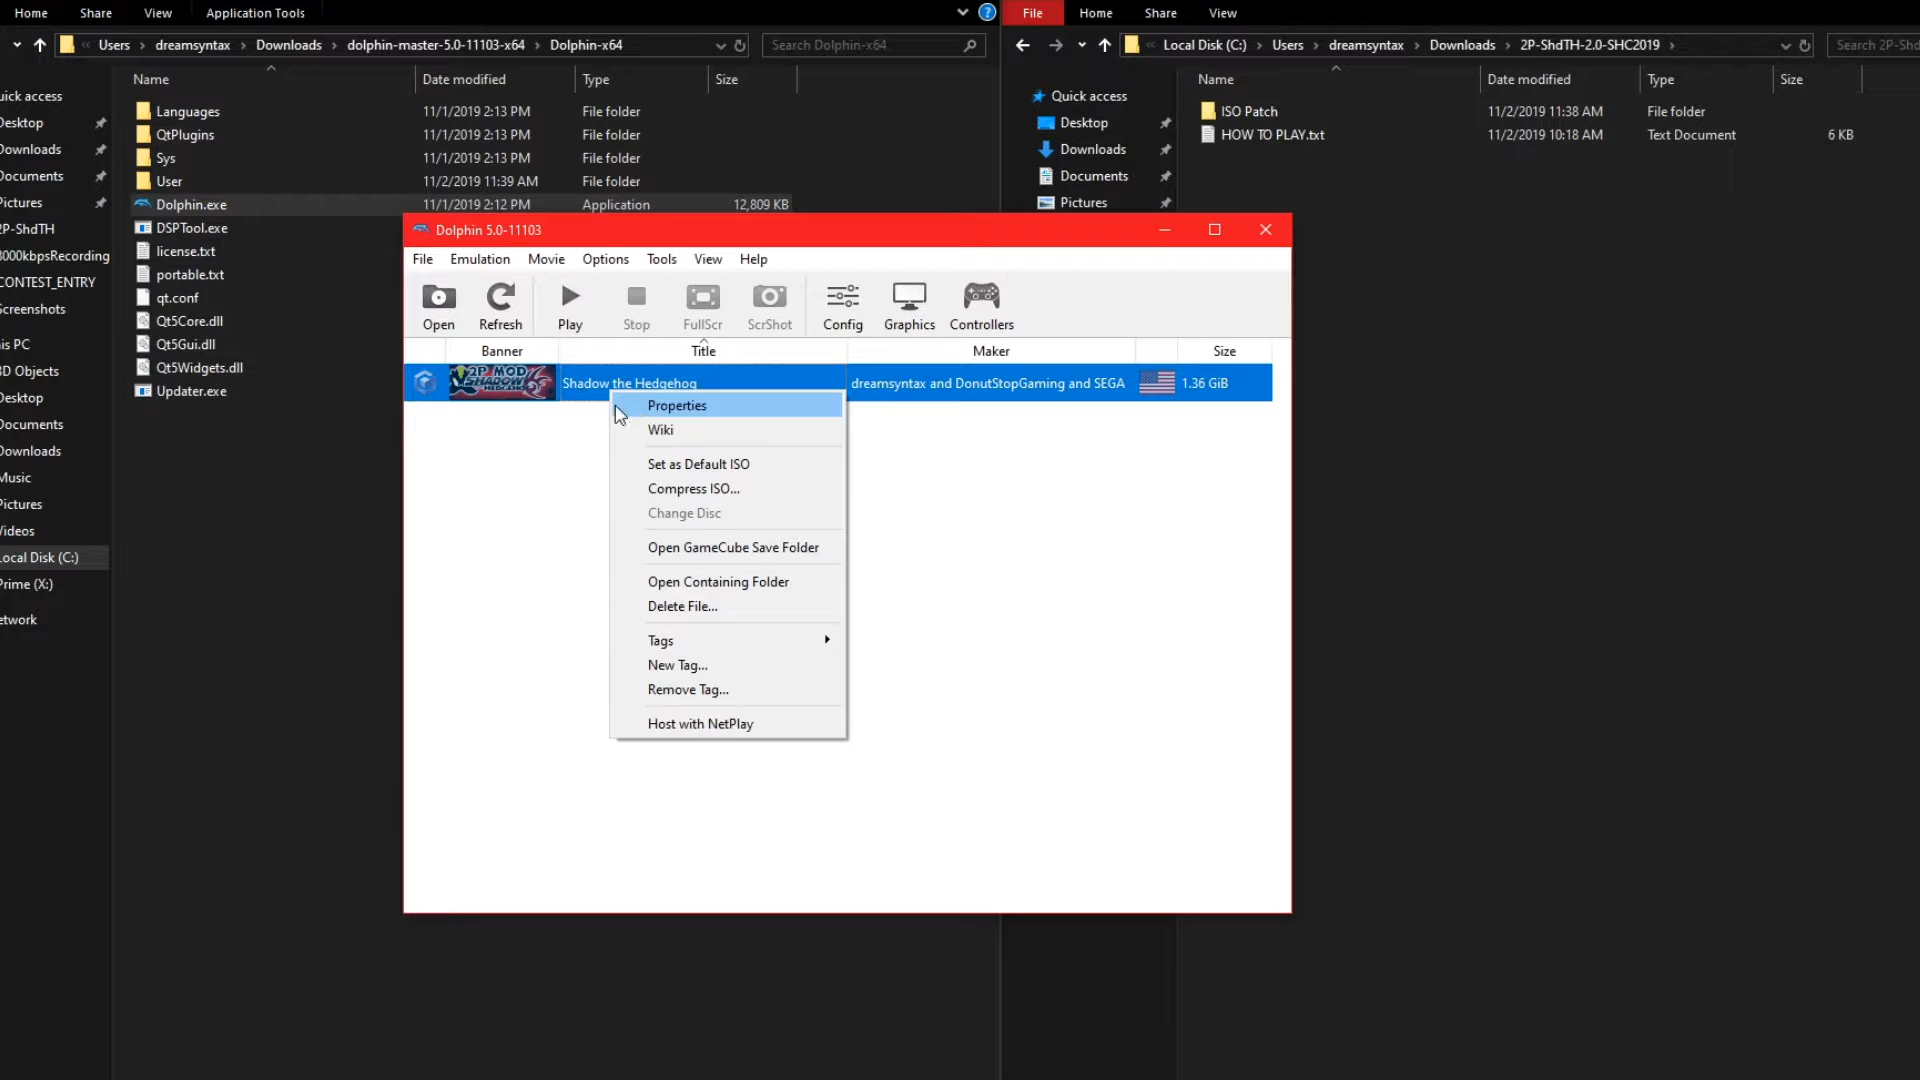 Home Share View Application Tools
Users dreamsyntax Downloads dolphin-master-5.0-11103-x64 Dolphin-x64 Search Dolphin-x64
Name Date modified Type Size
uick access
Desktop
Downloads
Documents
Pictures
2P-ShdTH
8000kbpsRecording
CONTEST_ENTRY
Screenshots
is PC
3D Objects
Desktop
Documents
Downloads
Music
Pictures
Videos
Local Disk (C:)
Prime (X:)
etwork
Languages 11/1/2019 2:13 PM File folder
QtPlugins 11/1/2019 2:13 PM File folder
Sys 11/1/2019 2:13 PM File folder
User 11/2/2019 11:39 AM File folder
Dolphin.exe 11/1/2019 2:12 PM Application 12,809 KB
DSPTool.exe
license.txt
portable.txt
qt.conf
Qt5Core.dll
Qt5Gui.dll
Qt5Widgets.dll
Updater.exe
File Home Share View
Local Disk (C:) Users dreamsyntax Downloads 2P-ShdTH-2.0-SHC2019 Search 2P-Shd
Name Date modified Type Size
Quick access
Desktop
Downloads
Documents
Pictures
ISO Patch 11/2/2019 11:38 AM File folder
HOW TO PLAY.txt 11/2/2019 10:18 AM Text Document 6 KB
Dolphin 5.0-11103
File Emulation Movie Options Tools View Help
Open Refresh Play Stop FullScr ScrShot Config Graphics Controllers
Banner Title Maker Size
2P MOD
SHADOW
Shadow the Hedgehog dreamsyntax and DonutStopGaming and SEGA 1.36 GiB
Properties
Wiki
Set as Default ISO
Compress ISO...
Change Disc
Open GameCube Save Folder
Open Containing Folder
Delete File...
Tags
New Tag...
Remove Tag...
Host with NetPlay